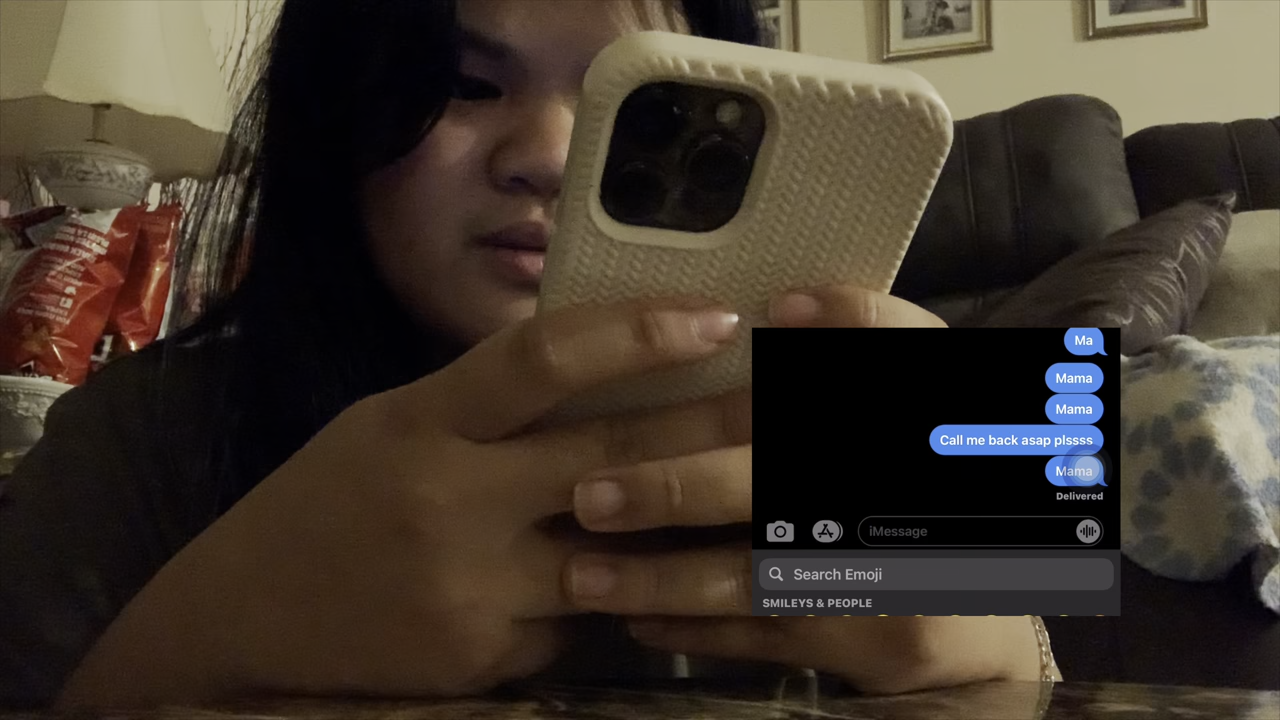 Ma
Mama
Mama
Call me back asap plssss
Mama
Delivered
iMessage
Search Emoji
SMILEYS & PEOPLE